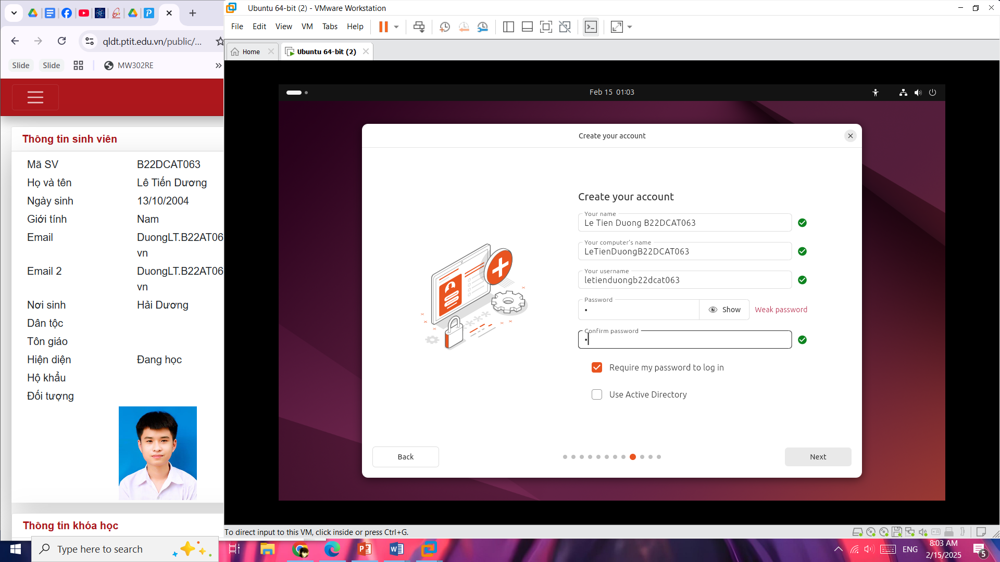 Ubuntu 64-bit (2) - VMware Workstation
File Edit View VM Tabs Help
qldt.ptit.edu.vn/public/...
Home
Ubuntu 64-bit (2)
Slide Slide MW302RE
Feb 15 01:03
Create your account
Thông tin sinh viên
Mã SV B22DCAT063
Họ và tên Lê Tiến Dương
Ngày sinh 13/10/2004
Giới tính Nam
Email DuongLT.B22AT06
vn
Email 2 DuongLT.B22AT06
vn
Nơi sinh Hải Dương
Dân tộc
Tôn giáo
Hiện diện Đang học
Hộ khẩu
Đối tượng
Thông tin khóa học
Create your account
Your name
Le Tien Duong B22DCAT063
Your computer's name
LeTienDuongB22DCAT063
Your username
letienduongb22dcat063
Password
Show Weak password
Confirm password
Require my password to log in
Use Active Directory
Back Next
To direct input to this VM, click inside or press Ctrl+G.
Type here to search
ENG
8:03 AM
2/15/2025
5